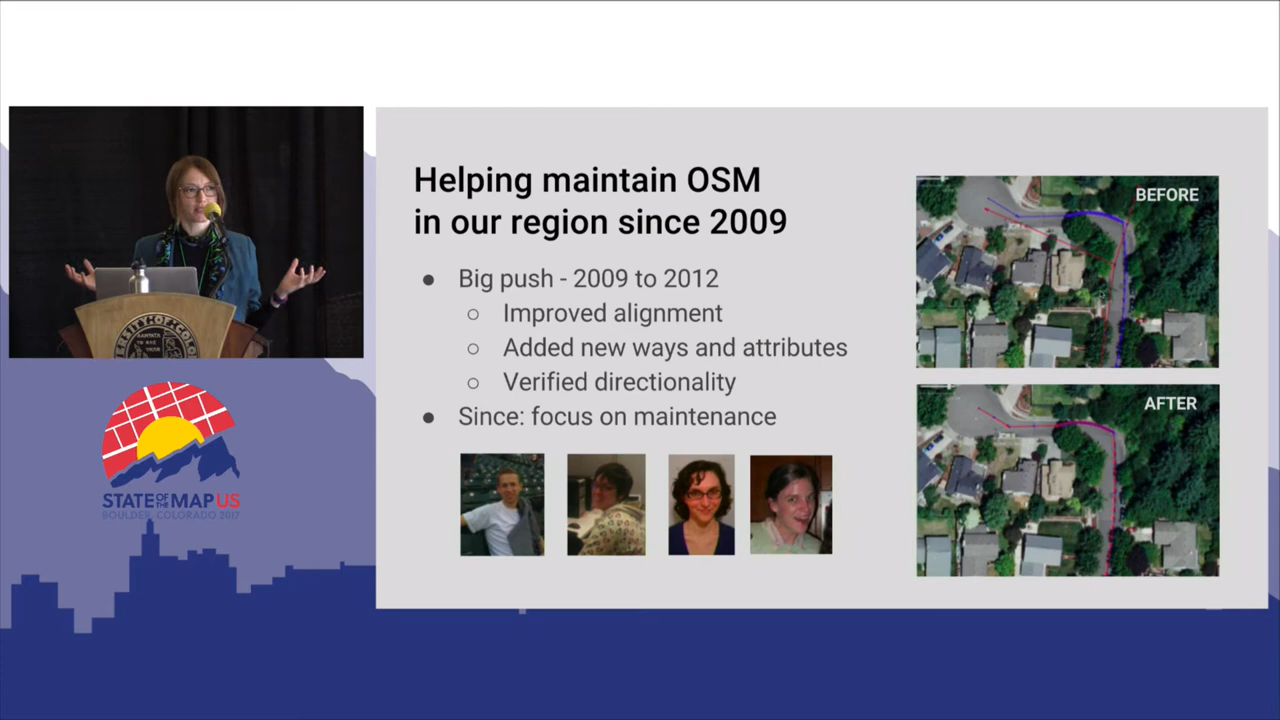 Helping maintain OSM
in our region since 2009
● Big push - 2009 to 2012
○ Improved alignment
○ Added new ways and attributes
○ Verified directionality
● Since: focus on maintenance
BEFORE
AFTER
STATE OF THE MAP US
BOULDER, COLORADO 2017